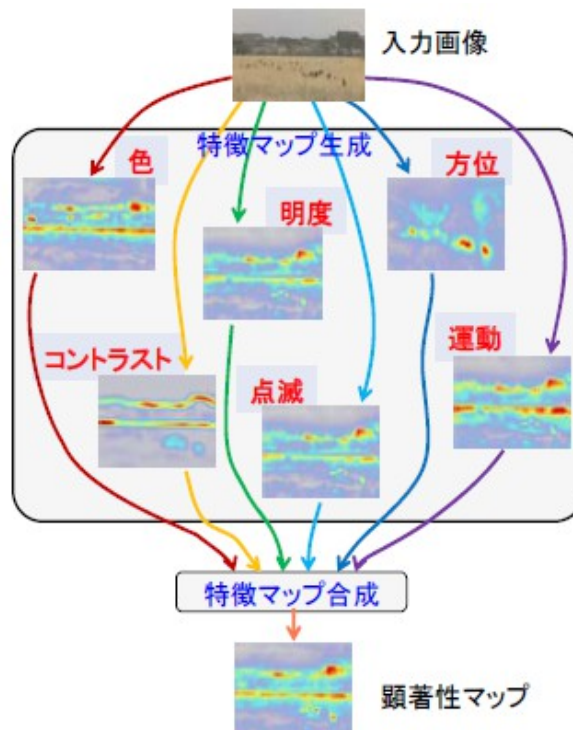 入力画像
特徴マップ生成
色
方位
明度
コントラスト
点滅
運動
特徴マップ合成
顕著性マップ